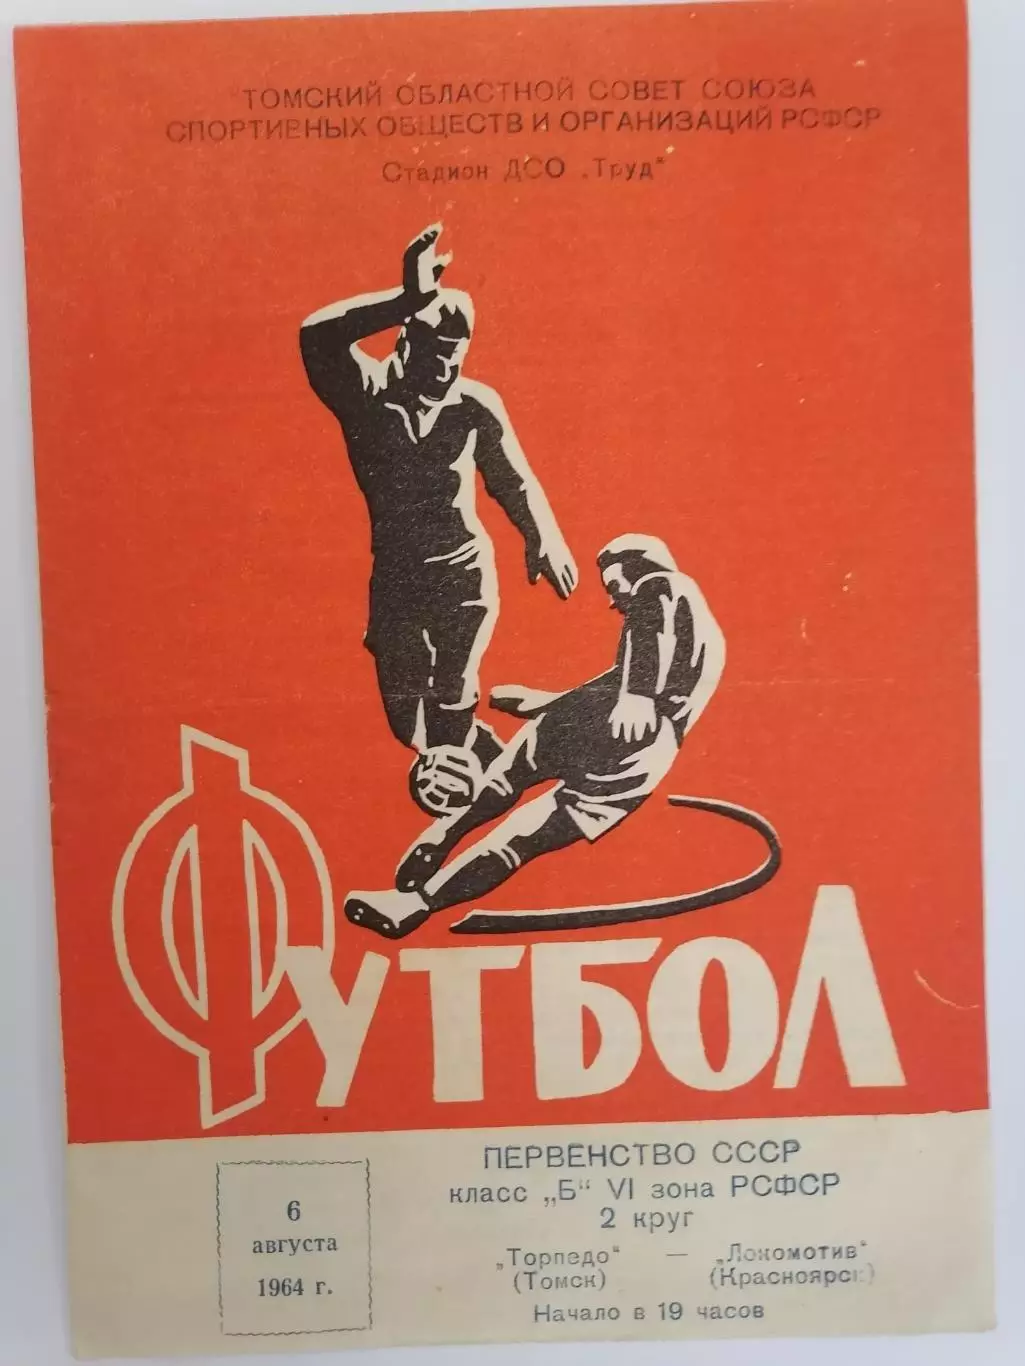 ТОМСКИЙ ОБЛАСТНОЙ СОВЕТ СОЮЗА
СПОРТИВНЫХ ОБЩЕСТВ И ОРГАНИЗАЦИЙ РСФСР
Стадион ДСО „Труд“
ФУТБОЛ
6
августа
1964 г.
ПЕРВЕНСТВО СССР
класс „Б“ VI зона РСФСР
2 круг
„Торпедо“ — „Локомотив“
(Томск) (Красноярск)
Начало в 19 часов